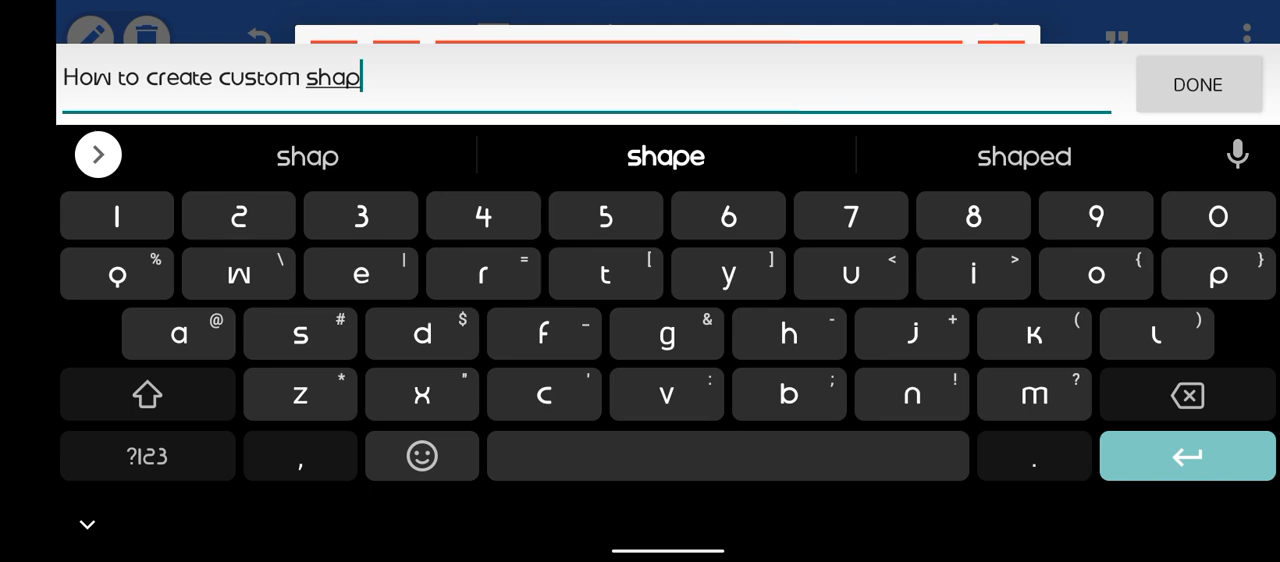 How to create custom shap
DONE
shap shape shaped
1 2 3 4 5 6 7 8 9 0
q % w \ e | r = t [ y ] u < i > o { p }
a @ s # d $ f _ g & h - j + k ( l )
z * x " c ' v : b ; n ! m ?
?123 , .